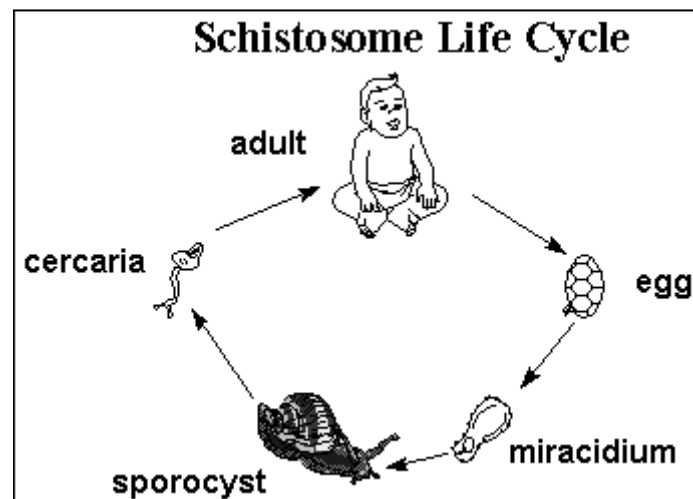 Schistosome Life Cycle
adult
cercaria
egg
miracidium
sporocyst